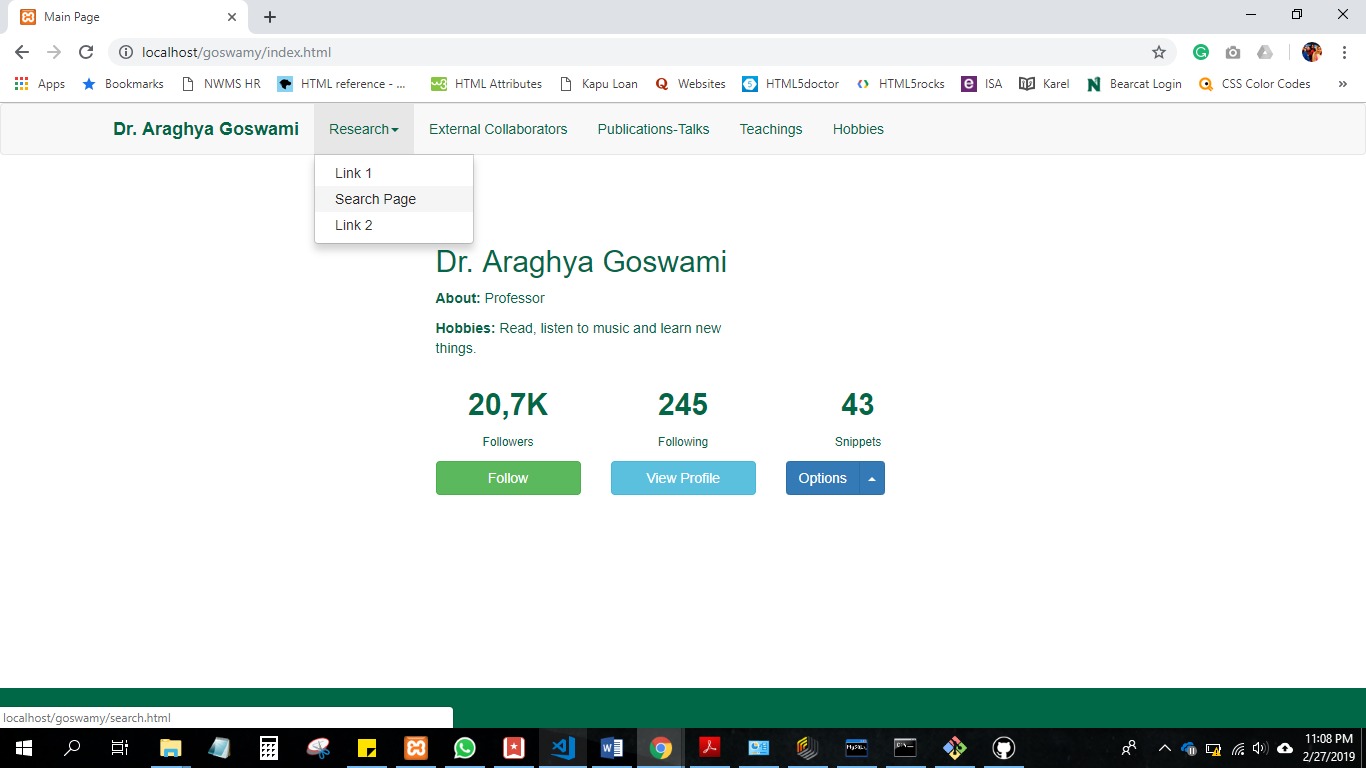 Main Page
localhost/goswamy/index.html
Apps Bookmarks NWMS HR HTML reference - ... HTML Attributes Kapu Loan Websites HTML5doctor HTML5rocks ISA Karel Bearcat Login CSS Color Codes »
Dr. Araghya Goswami Research External Collaborators Publications-Talks Teachings Hobbies
Link 1
Search Page
Link 2
Dr. Araghya Goswami
About: Professor
Hobbies: Read, listen to music and learn new
things.
20,7K 245 43
Followers Following Snippets
Follow View Profile Options
localhost/goswamy/search.html
11:08 PM
2/27/2019